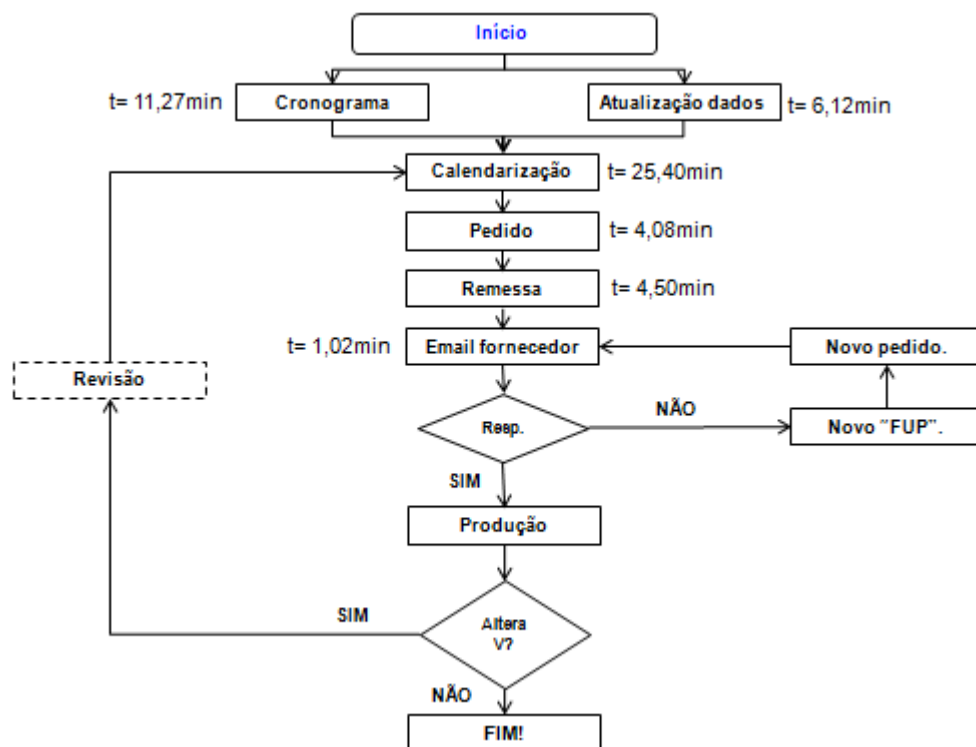 Início
t= 11,27min
Cronograma
Atualização dados
t= 6,12min
Calendarização
t= 25,40min
Pedido
t= 4,08min
Remessa
t= 4,50min
t= 1,02min
Email fornecedor
Novo pedido.
Revisão
NÃO
Resp.
Novo "FUP".
SIM
Produção
SIM
Altera
V?
NÃO
FIM!